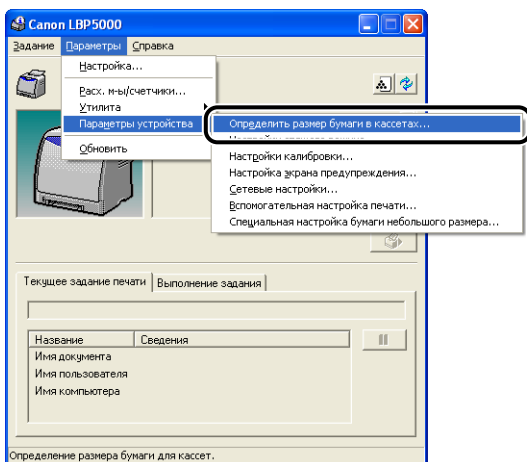 Canon LBP5000
Задание Параметры Справка
Настройка...
Расх. м-ы/счетчики...
Утилита
Параметры устройства
Обновить
Определить размер бумаги в кассетах...
Настройки калибровки...
Настройка экрана предупреждения...
Сетевые настройки...
Вспомогательная настройка печати...
Специальная настройка бумаги небольшого размера...
Текущее задание печати Выполнение задания
Название Сведения
Имя документа
Имя пользователя
Имя компьютера
Определение размера бумаги для кассет.